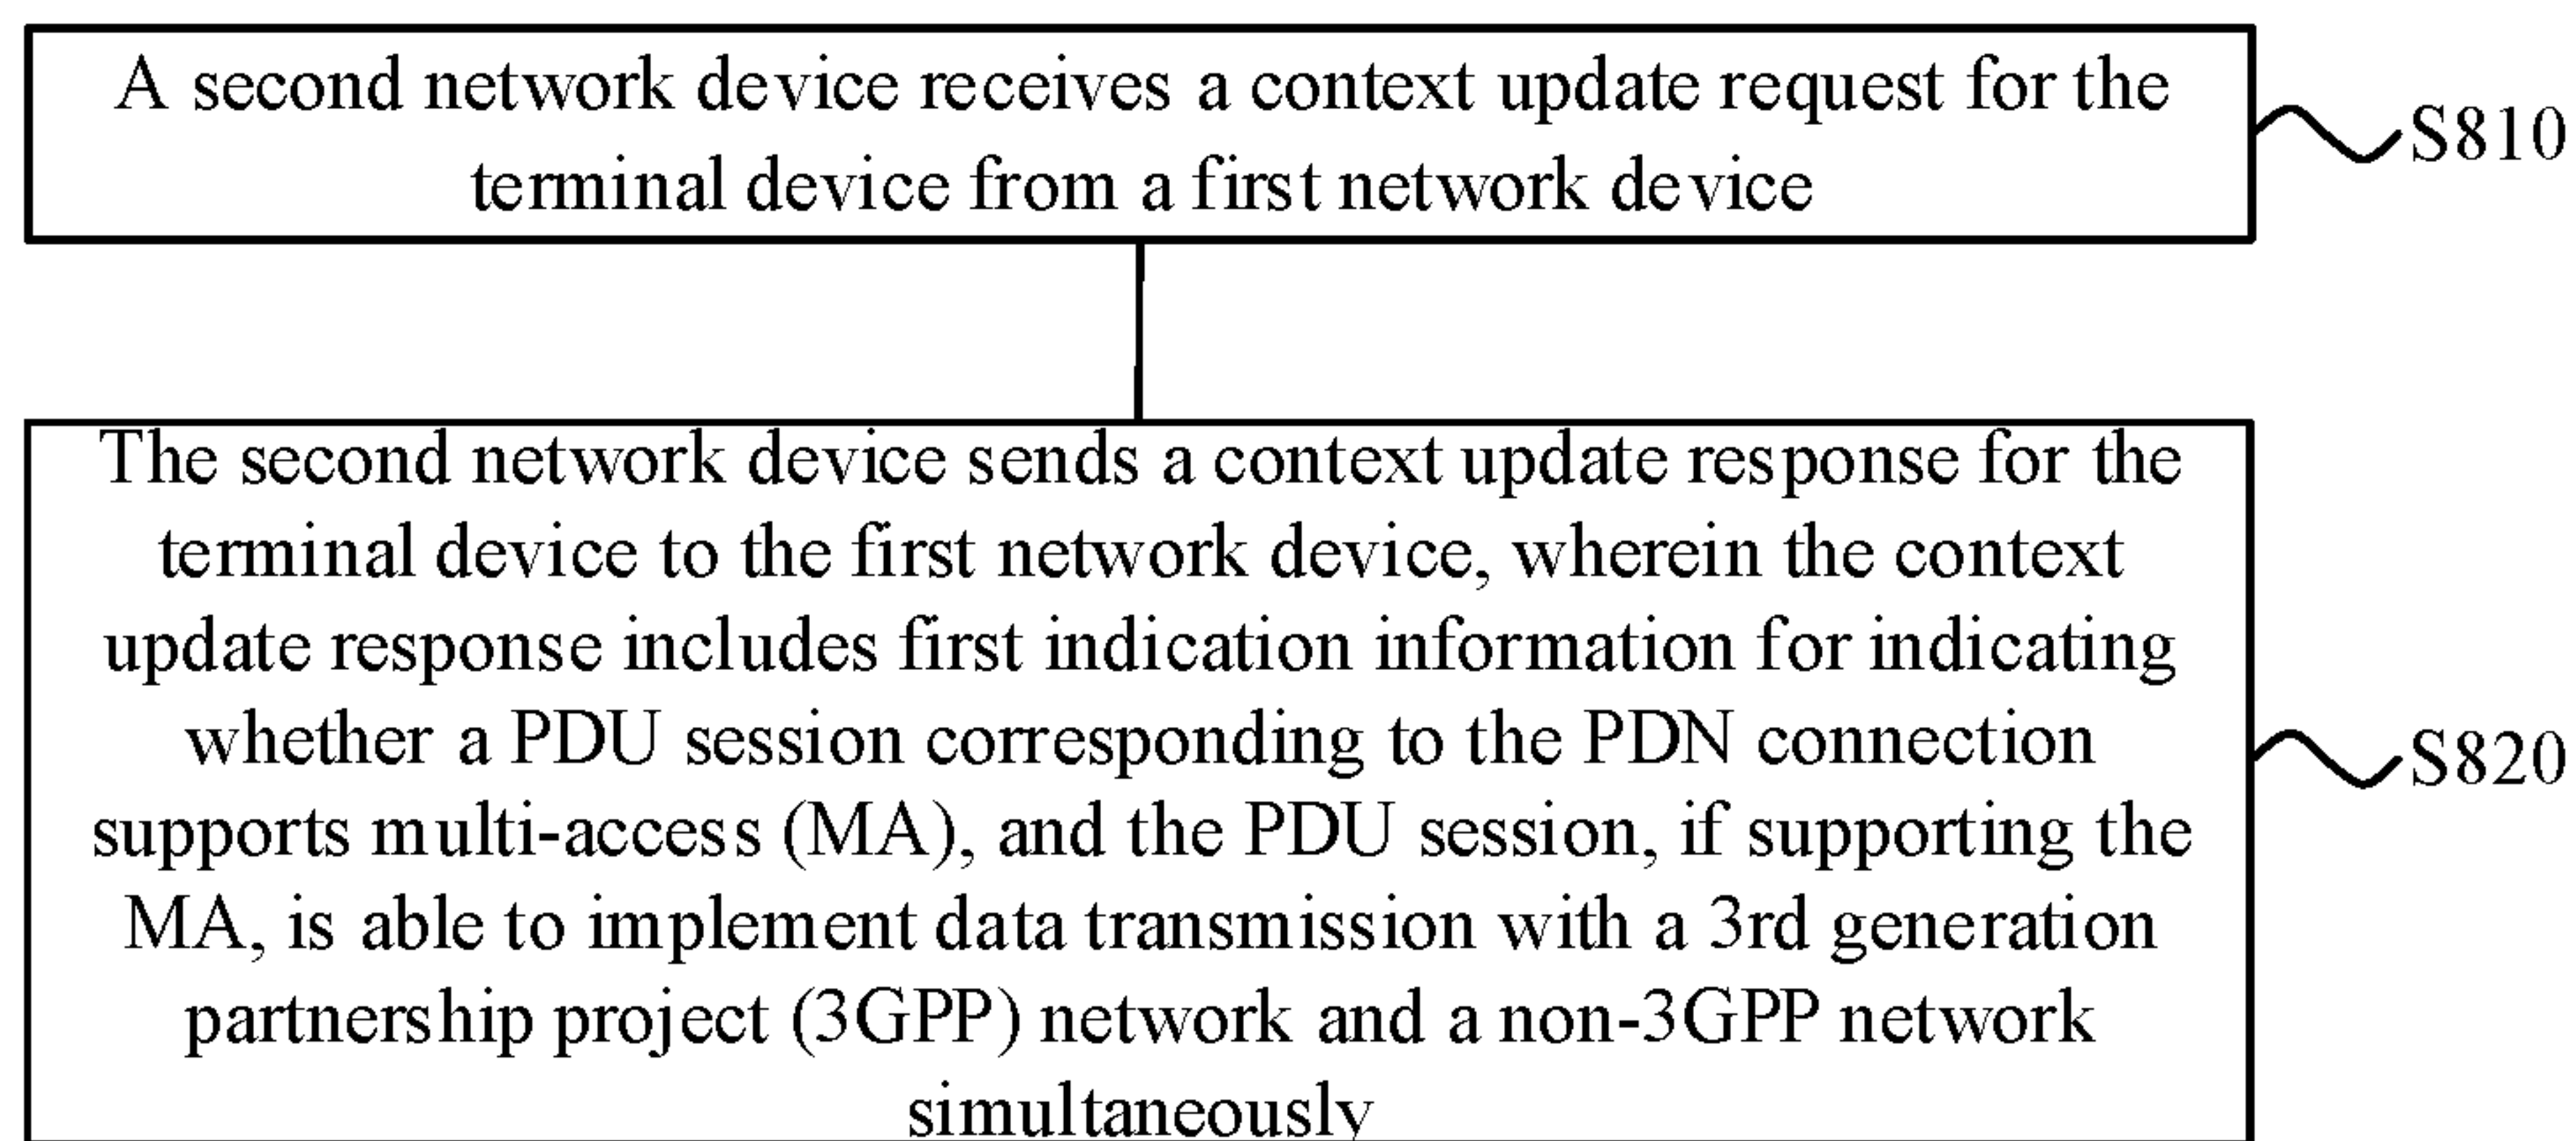 A second network device receives a context update request for the
terminal device from a first network device
S810
The second network device sends a context update response for the
terminal device to the first network device, wherein the context
update response includes first indication information for indicating
whether a PDU session corresponding to the PDN connection
supports multi-access (MA), and the PDU session, if supporting the
MA, is able to implement data transmission with a 3rd generation
partnership project (3GPP) network and a non-3GPP network
simultaneously
S820